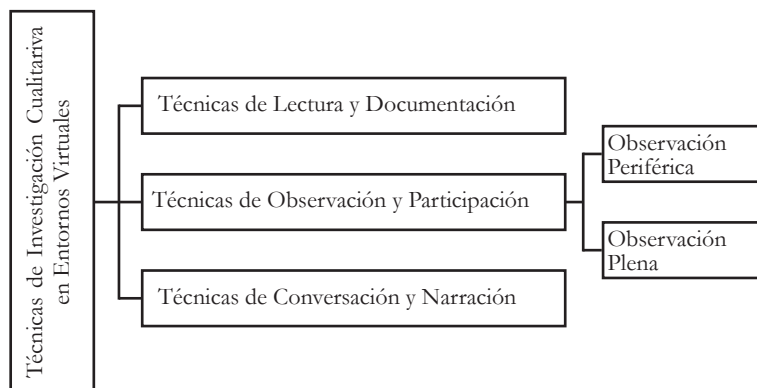 Técnicas de Investigación Cualitariva
en Entornos Virtuales
Técnicas de Lectura y Documentación
Técnicas de Observación y Participación
Observación
Periférica
Observación
Plena
Técnicas de Conversación y Narración